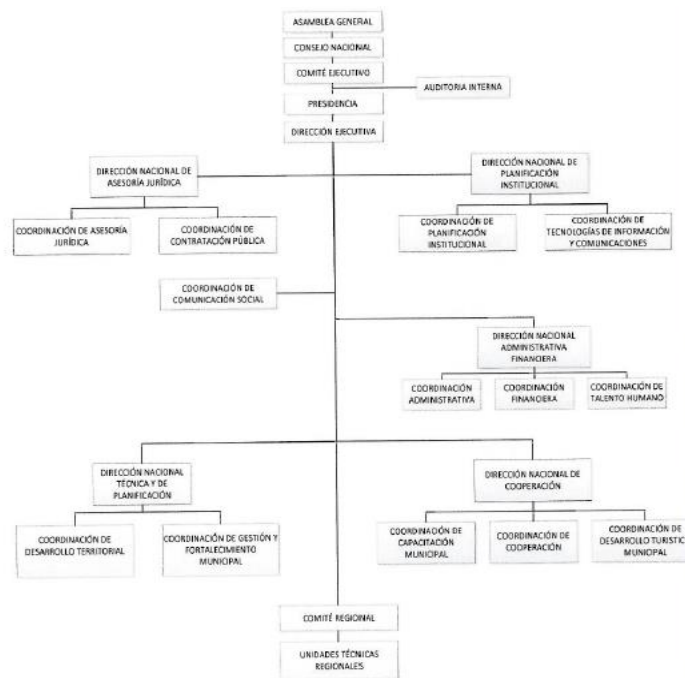 ASAMBLEA GENERAL
CONSEJO NACIONAL
COMITÉ EJECUTIVO
AUDITORIA INTERNA
PRESIDENCIA
DIRECCIÓN EJECUTIVA
DIRECCIÓN NACIONAL DE
ASESORÍA JURÍDICA
DIRECCIÓN NACIONAL DE
PLANIFICACIÓN
INSTITUCIONAL
COORDINACIÓN DE ASESORÍA
JURÍDICA
COORDINACIÓN DE
CONTRATACIÓN PÚBLICA
COORDINACIÓN DE
PLANIFICACIÓN
INSTITUCIONAL
COORDINACIÓN DE
TECNOLOGÍAS DE INFORMACIÓN
Y COMUNICACIONES
COORDINACIÓN DE
COMUNICACIÓN SOCIAL
DIRECCIÓN NACIONAL
ADMINISTRATIVA
FINANCIERA
COORDINACIÓN
ADMINISTRATIVA
COORDINACIÓN
FINANCIERA
COORDINACIÓN DE
TALENTO HUMANO
DIRECCIÓN NACIONAL
TÉCNICA Y DE
PLANIFICACIÓN
DIRECCIÓN NACIONAL DE
COOPERACIÓN
COORDINACIÓN DE
DESARROLLO TERRITORIAL
COORDINACIÓN DE GESTIÓN Y
FORTALECIMIENTO
MUNICIPAL
COORDINACIÓN DE
CAPACITACIÓN
MUNICIPAL
COORDINACIÓN DE
COOPERACIÓN
COORDINACIÓN DE
DESARROLLO TURISTIC
MUNICIPAL
COMITÉ REGIONAL
UNIDADES TÉCNICAS
REGIONALES